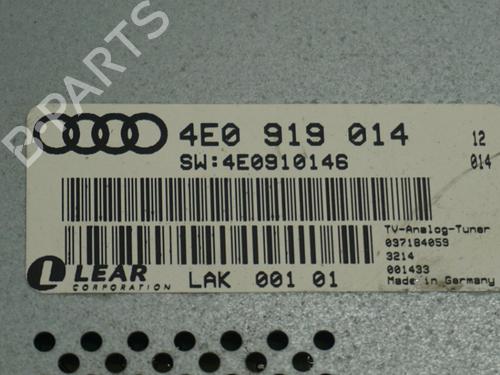 B-PARTS
4E0 919 014
12
SW:4E0910146
014
TV-Analog-Tuner
037184059
3214
001433
Made in Germany
LEAR
CORPORATION
LAK 001 01